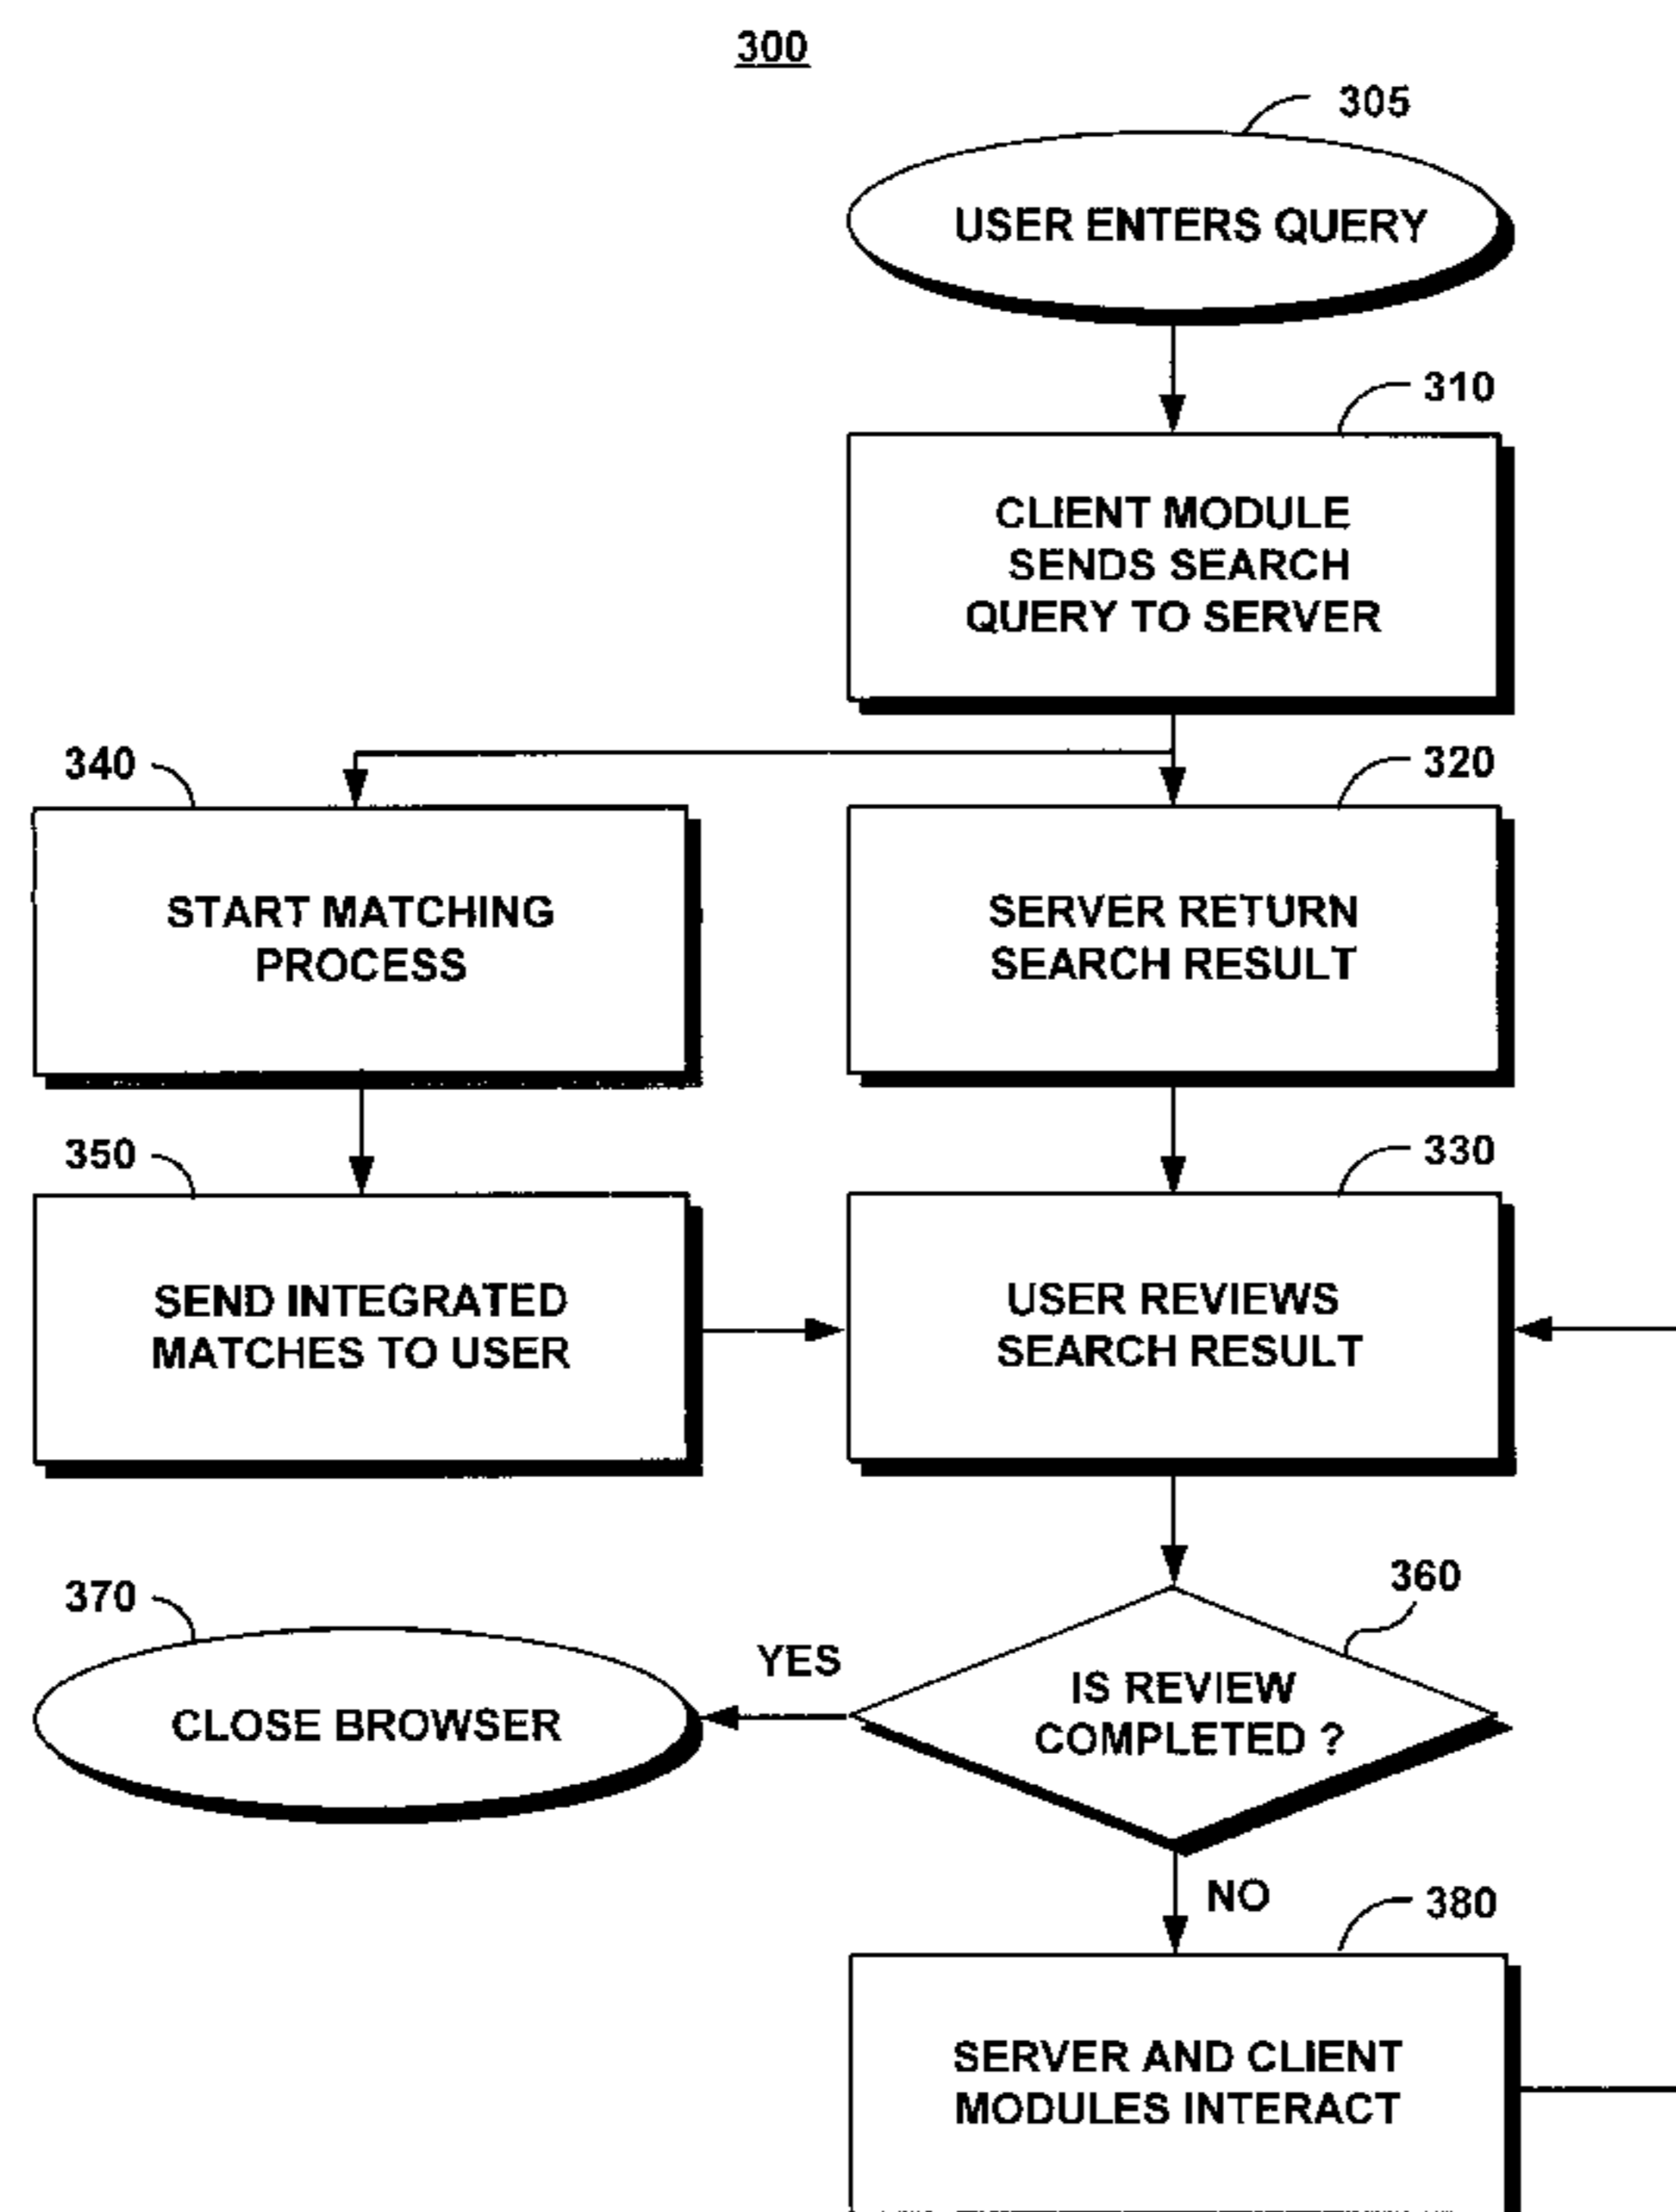 300
305
USER ENTERS QUERY
310
CLIENT MODULE
SENDS SEARCH
QUERY TO SERVER
340
START MATCHING
PROCESS
320
SERVER RETURN
SEARCH RESULT
350
SEND INTEGRATED
MATCHES TO USER
330
USER REVIEWS
SEARCH RESULT
360
IS REVIEW
COMPLETED ?
YES
370
CLOSE BROWSER
NO
380
SERVER AND CLIENT
MODULES INTERACT